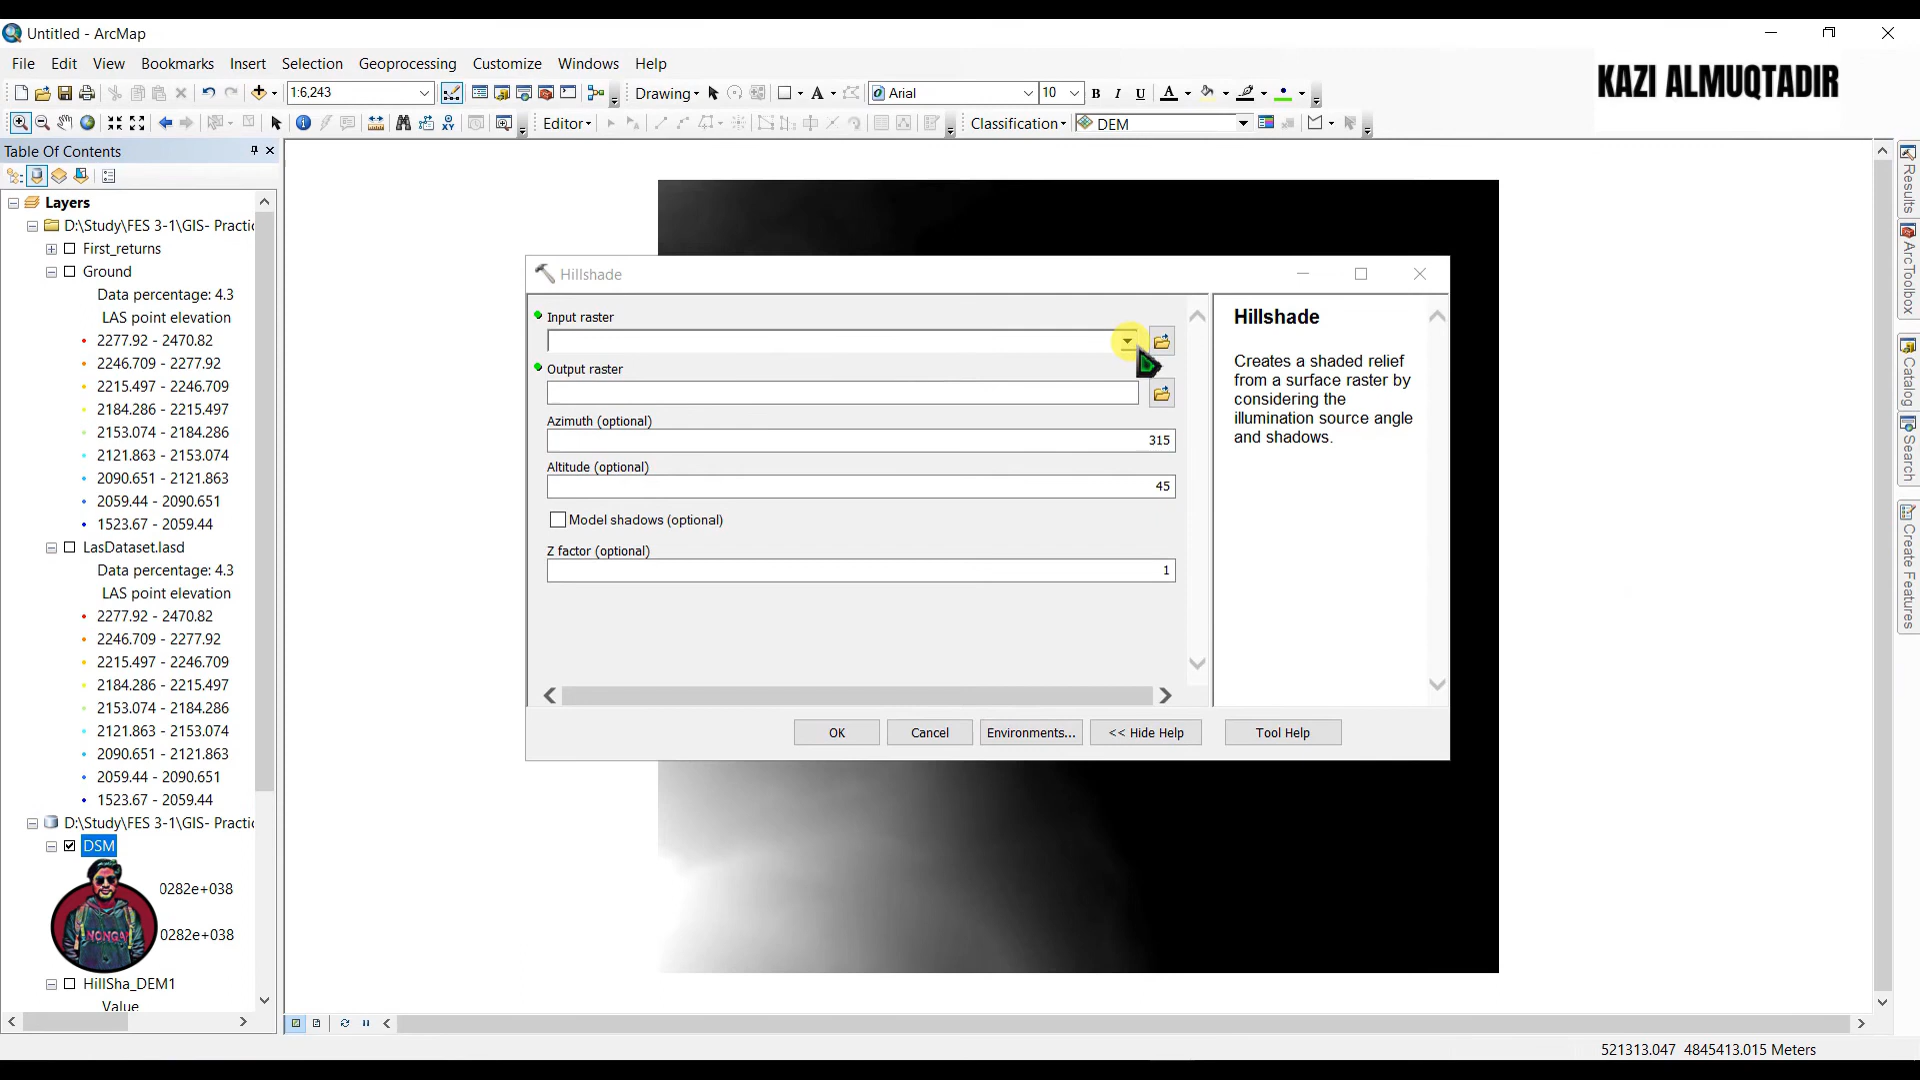 Untitled - ArcMap
File Edit View Bookmarks Insert Selection Geoprocessing Customize Windows Help
KAZI ALMUQTADIR
1:6,243 Drawing Arial 10 B I U A
Editor Classification DEM
Table Of Contents
Layers
D:\Study\FES 3-1\GIS- Practic
First_returns
Ground
Data percentage: 4.3
LAS point elevation
2277.92 - 2470.82
2246.709 - 2277.92
2215.497 - 2246.709
2184.286 - 2215.497
2153.074 - 2184.286
2121.863 - 2153.074
2090.651 - 2121.863
2059.44 - 2090.651
1523.67 - 2059.44
LasDataset.lasd
Data percentage: 4.3
LAS point elevation
2277.92 - 2470.82
2246.709 - 2277.92
2215.497 - 2246.709
2184.286 - 2215.497
2153.074 - 2184.286
2121.863 - 2153.074
2090.651 - 2121.863
2059.44 - 2090.651
1523.67 - 2059.44
D:\Study\FES 3-1\GIS- Practic
DSM
0282e+038
NONGAR
0282e+038
HillSha_DEM1
Value
Hillshade
Input raster
Output raster
Azimuth (optional)
315
Altitude (optional)
45
Model shadows (optional)
Z factor (optional)
1
OK Cancel Environments... << Hide Help Tool Help
Hillshade
Creates a shaded relief
from a surface raster by
considering the
illumination source angle
and shadows.
Results
ArcToolbox
Catalog
Search
Create Features
521313.047 4845413.015 Meters